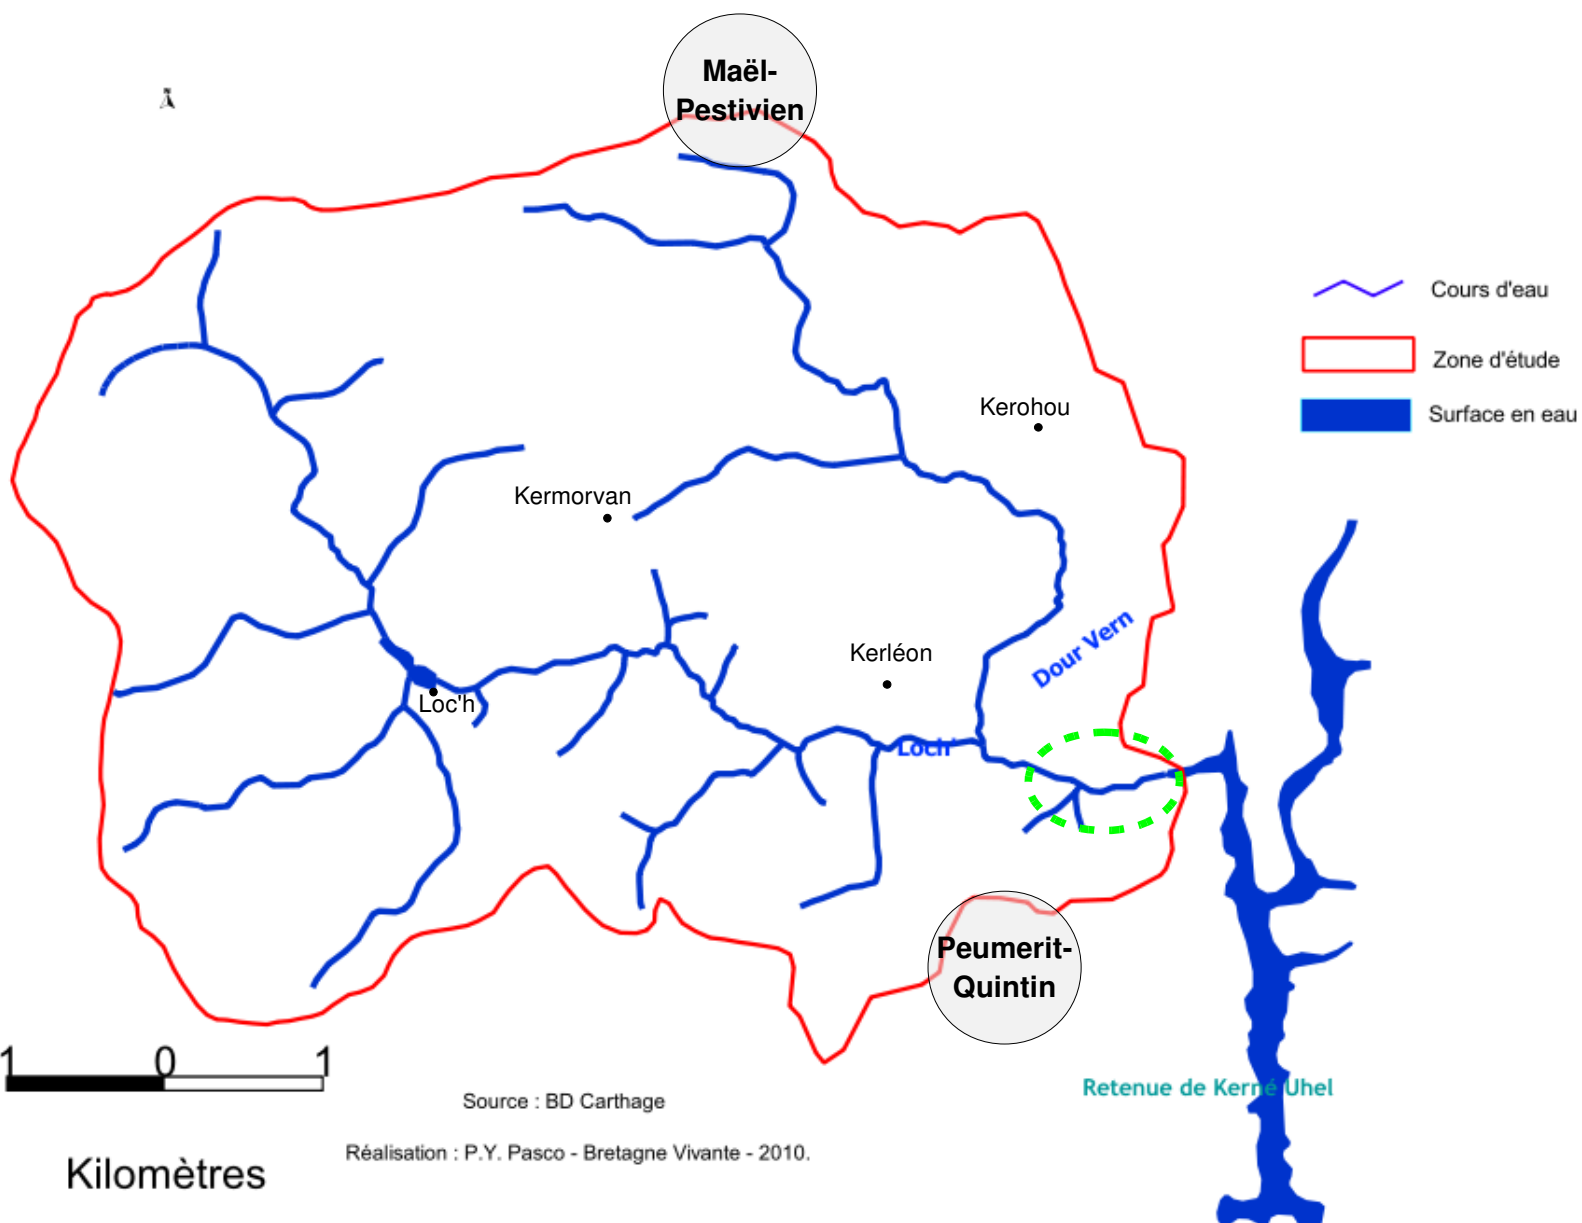 Maël-
Pestivien
N
Cours d'eau
Zone d'étude
Surface en eau
Kerohou
Kermorvan
Dour Vern
Kerléon
Loc'h
Loch'
Peumerit-
Quintin
1 0 1
Kilomètres
Retenue de Kerné Uhel
Source : BD Carthage
Réalisation : P.Y. Pasco - Bretagne Vivante - 2010.